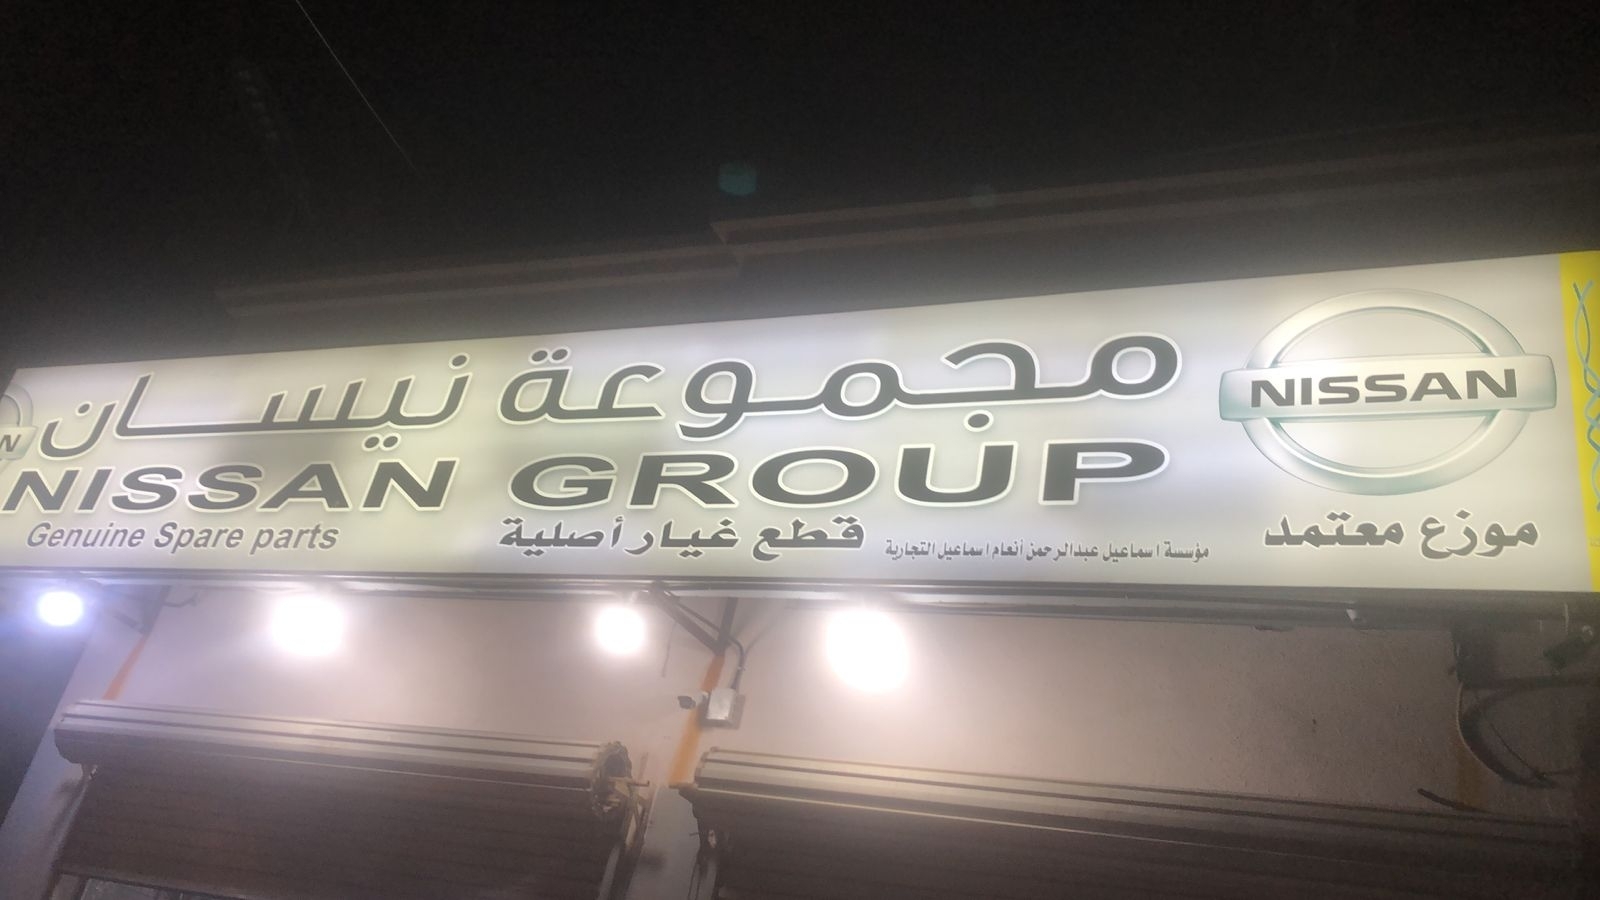 مجموعة نيسان
NISSAN GROUP
Genuine Spare parts
قطع غيار أصلية
مؤسسة اسماعيل عبدالرحمن أنعام اسماعيل التجارية
NISSAN
موزع معتمد